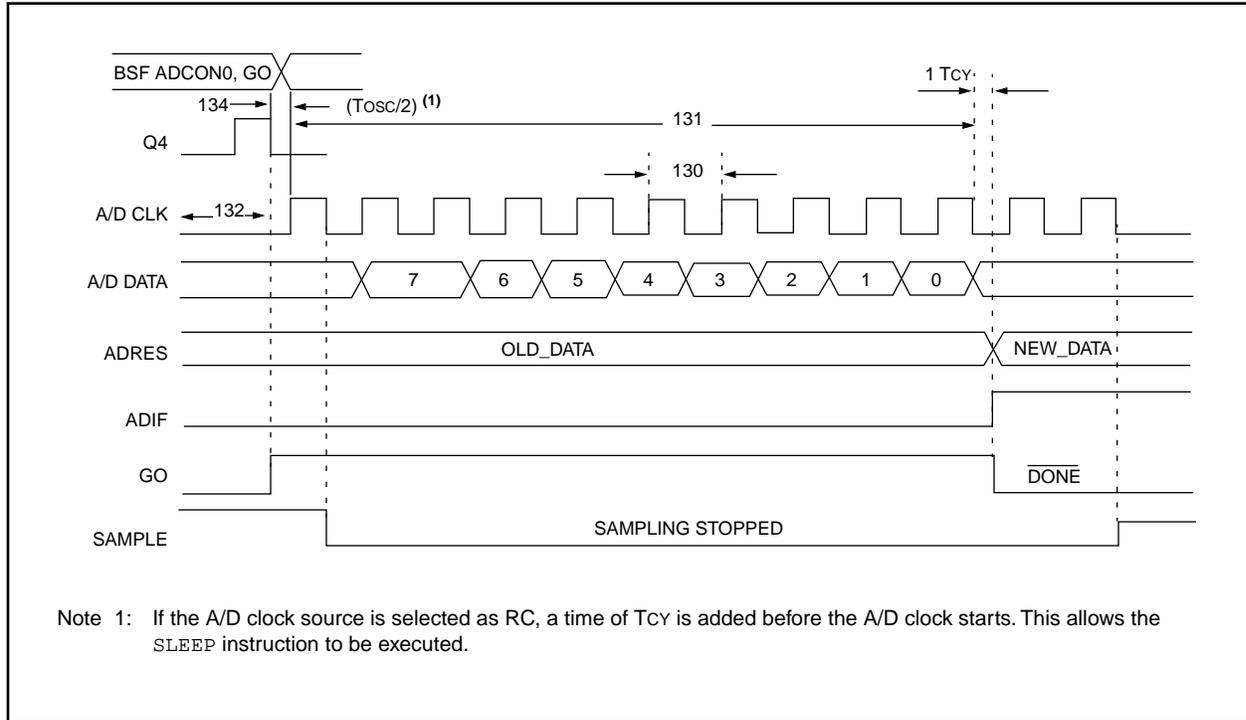 BSF ADCON0, GO
1 TCY
134
(TOSC/2) (1)
131
Q4
130
A/D CLK
132
A/D DATA
7 6 5 4 3 2 1 0
ADRES
OLD_DATA
NEW_DATA
ADIF
GO
DONE
SAMPLE
SAMPLING STOPPED
Note 1: If the A/D clock source is selected as RC, a time of TCY is added before the A/D clock starts. This allows the
SLEEP instruction to be executed.